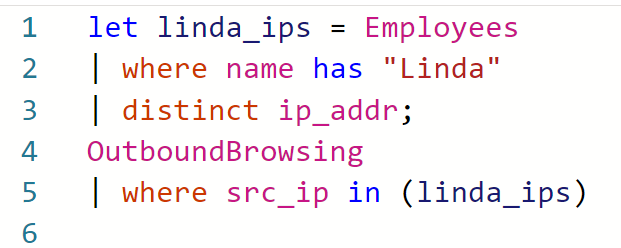 1 let linda_ips = Employees
2 | where name has "Linda"
3 | distinct ip_addr;
4 OutboundBrowsing
5 | where src_ip in (linda_ips)
6